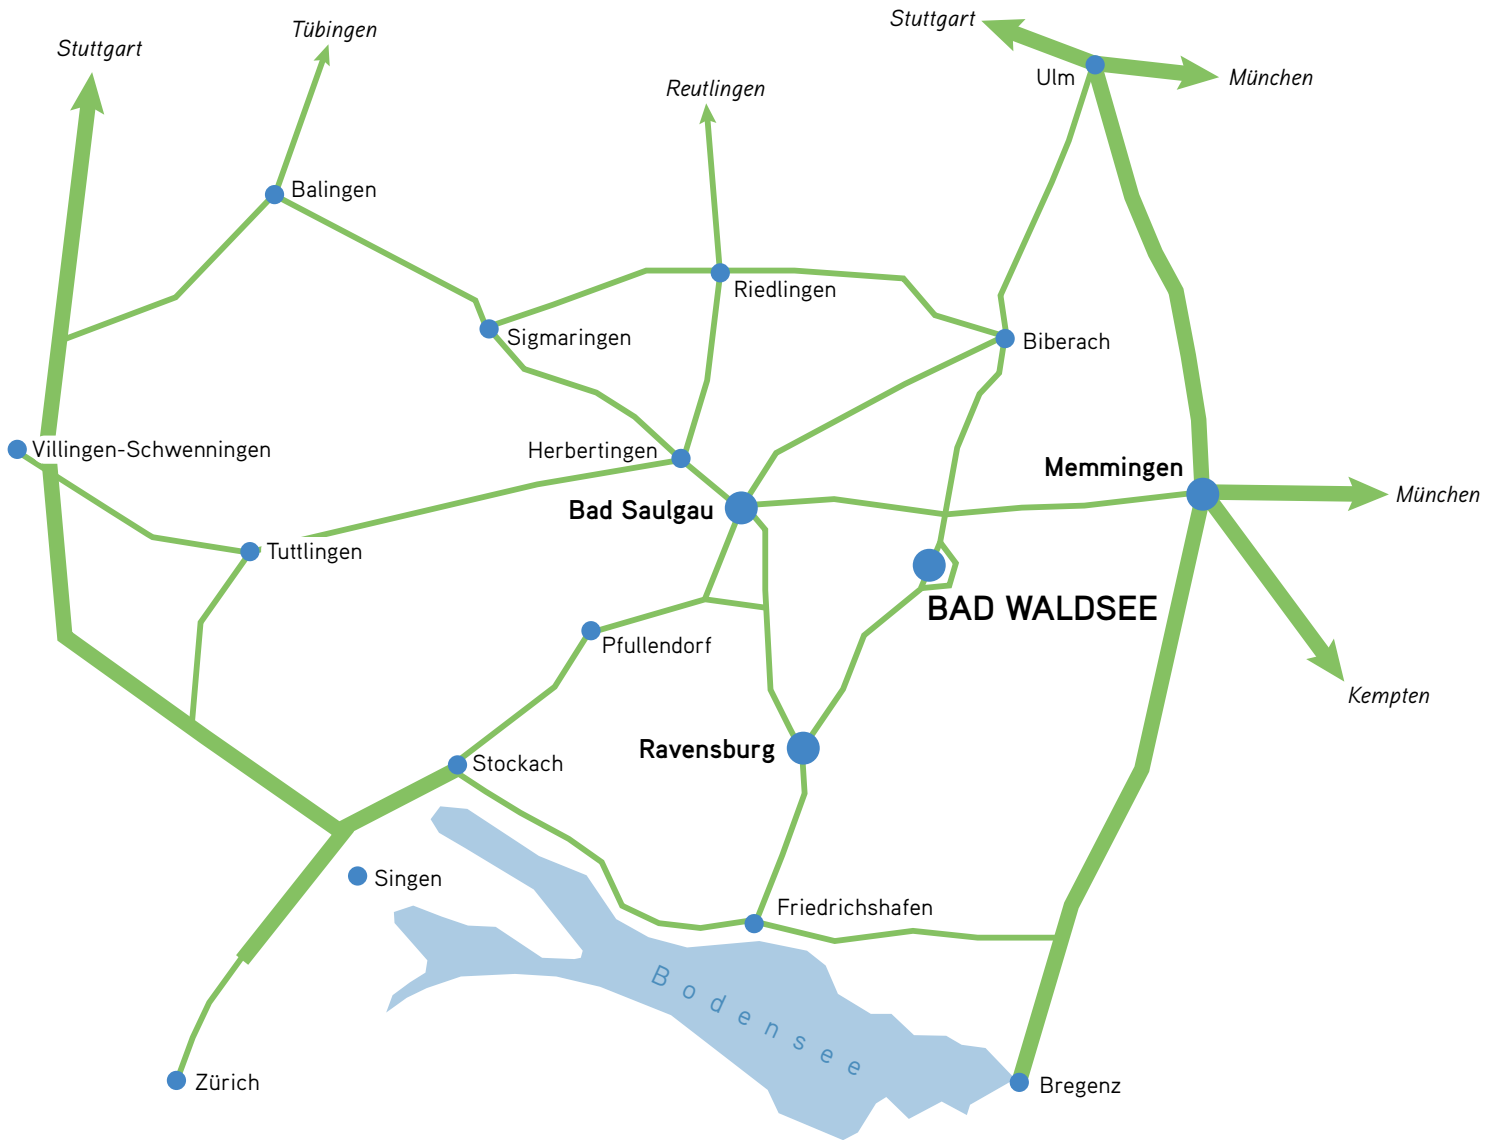 Stuttgart
Tübingen
Stuttgart
Ulm
München
Reutlingen
Balingen
Riedlingen
Sigmaringen
Biberach
Villingen-Schwenningen
Herbertingen
Memmingen
München
Bad Saulgau
Tuttlingen
BAD WALDSEE
Pfullendorf
Kempten
Ravensburg
Stockach
Singen
Friedrichshafen
Bodensee
Zürich
Bregenz